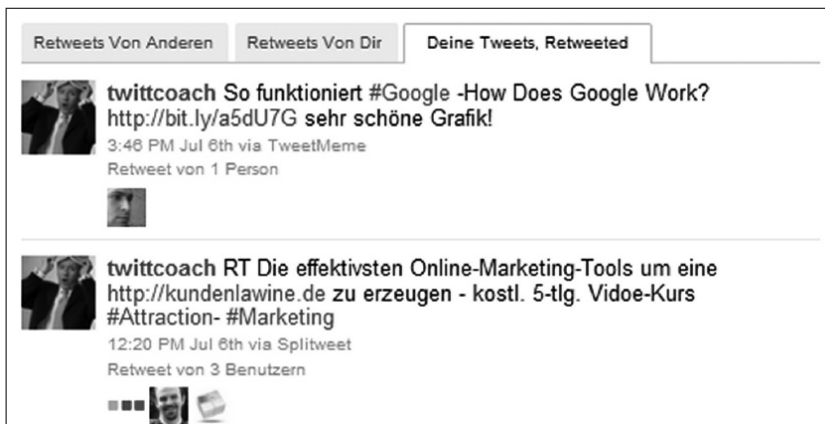 Retweets Von Anderen Retweets Von Dir Deine Tweets, Retweeted
twittcoach So funktioniert #Google -How Does Google Work?
http://bit.ly/a5dU7G sehr schöne Grafik!
3:46 PM Jul 6th via TweetMeme
Retweet von 1 Person
twittcoach RT Die effektivsten Online-Marketing-Tools um eine
http://kundenlawine.de zu erzeugen - kostl. 5-tlg. Vidoe-Kurs
#Attraction- #Marketing
12:20 PM Jul 6th via Splitweet
Retweet von 3 Benutzern